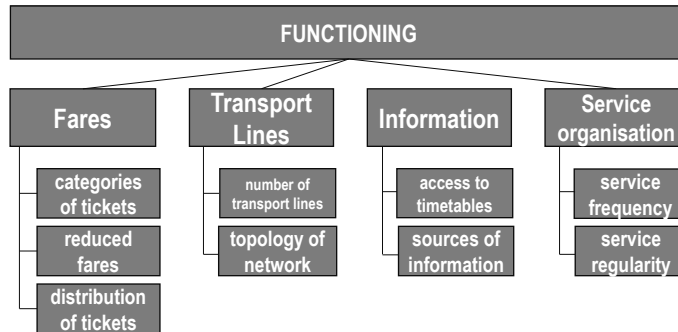 FUNCTIONING
Fares
Transport
Lines
Information
Service
organisation
categories
of tickets
number of
transport lines
access to
timetables
service
frequency
reduced
fares
topology of
network
sources of
information
service
regularity
distribution
of tickets